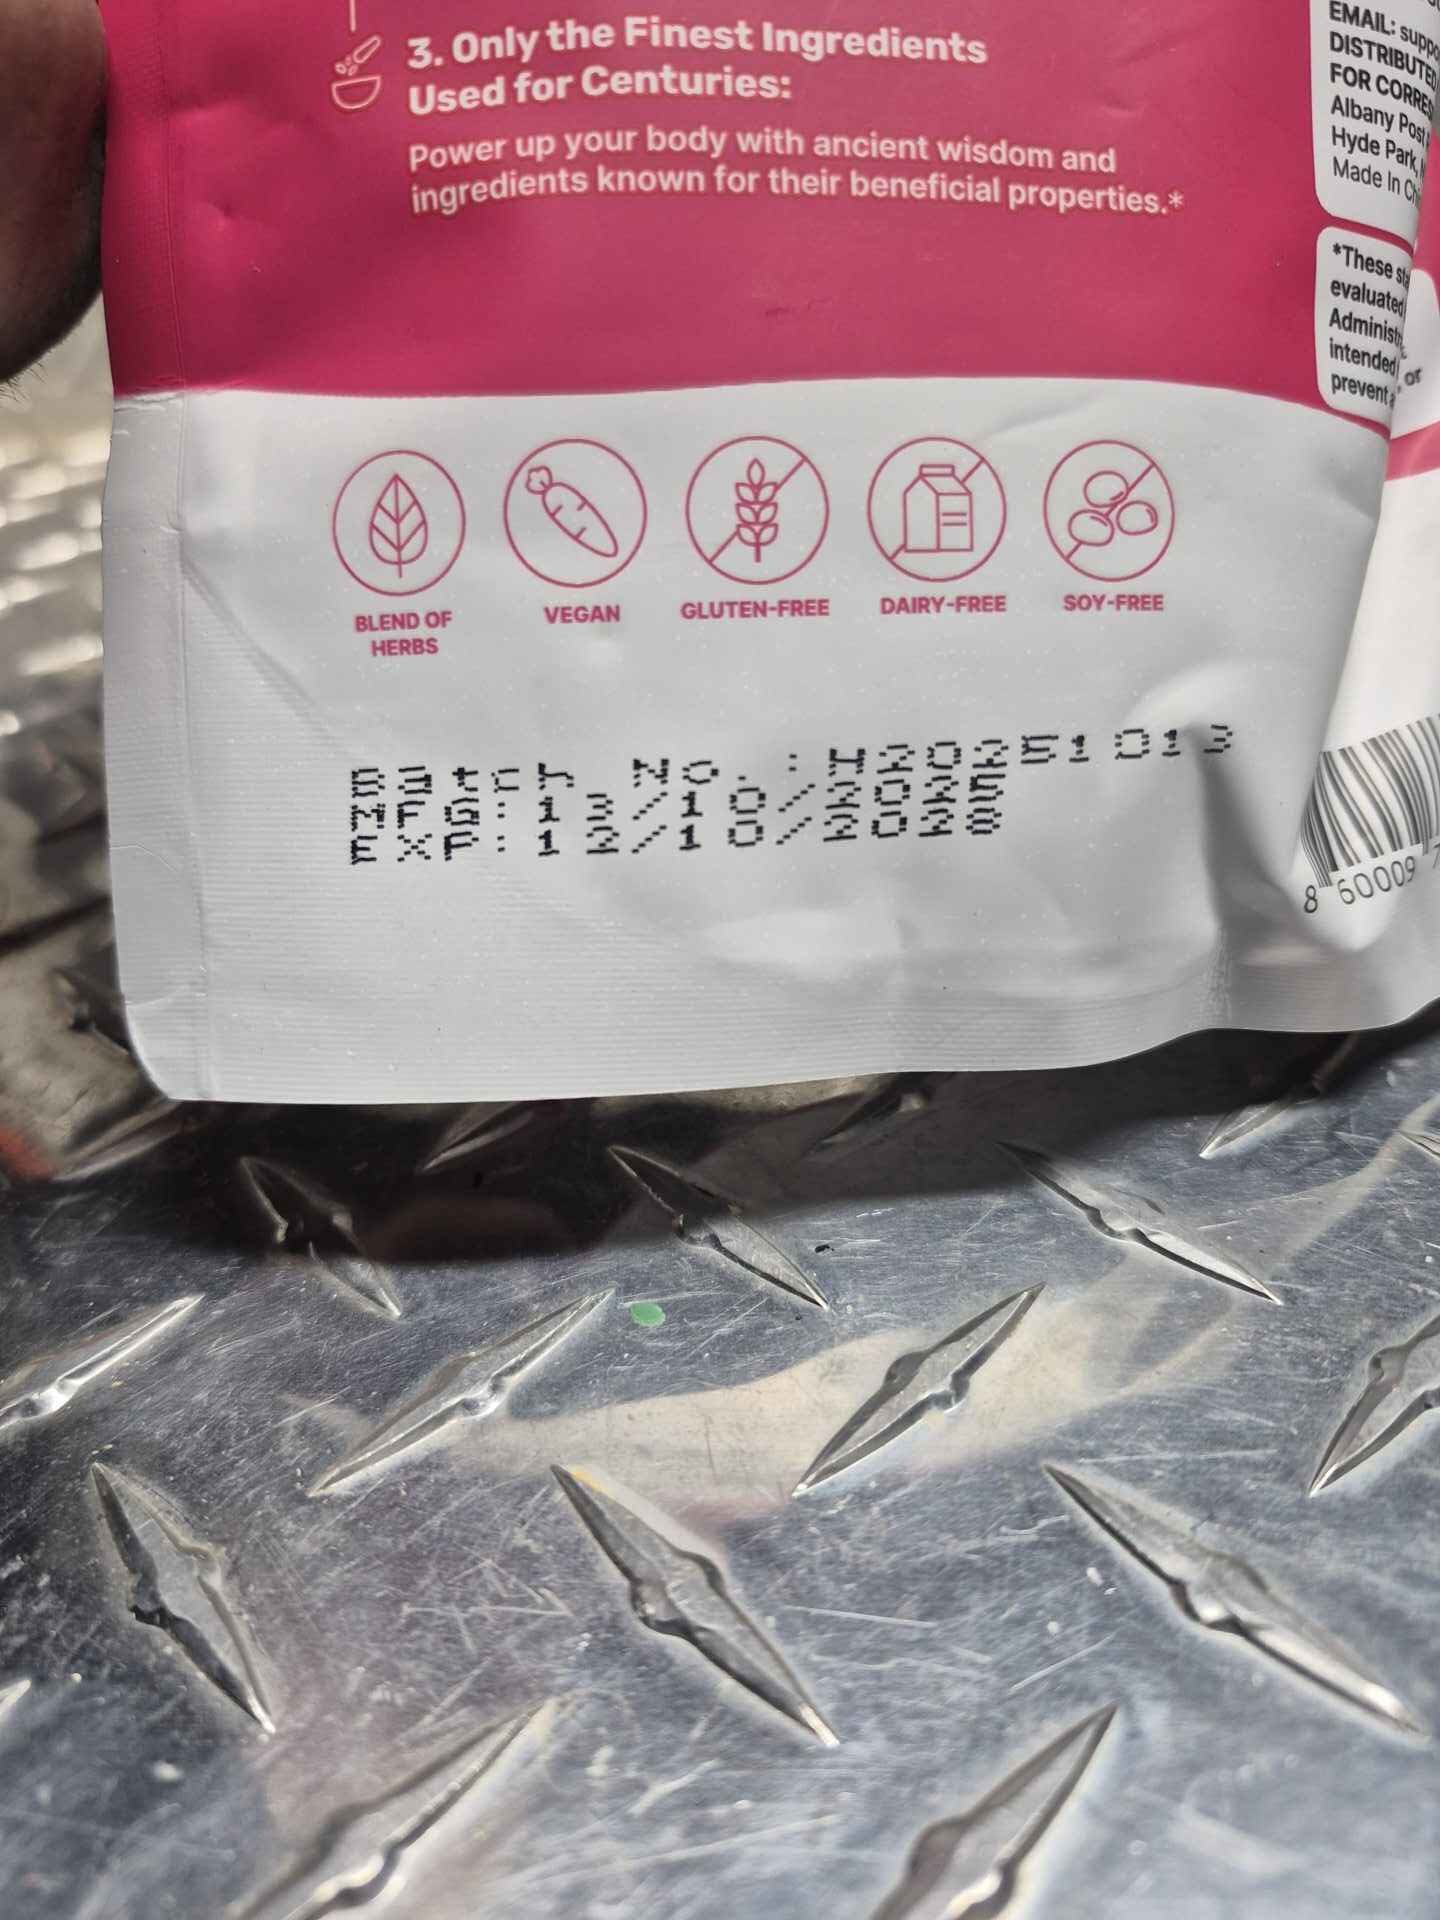 3. Only the Finest Ingredients
Used for Centuries:
Power up your body with ancient wisdom and
ingredients known for their beneficial properties.*
EMAIL:
DISTRIBUTED
FOR
Albany Post
Hyde Park,
Made In
*These
evaluated
intended
prevent
BLEND OF
HERBS
VEGAN
GLUTEN-FREE
DAIRY-FREE
SOY-FREE
Batch No.:H20251013
MFG:13/10/2025
EXP:12/10/2028
8 60009 7